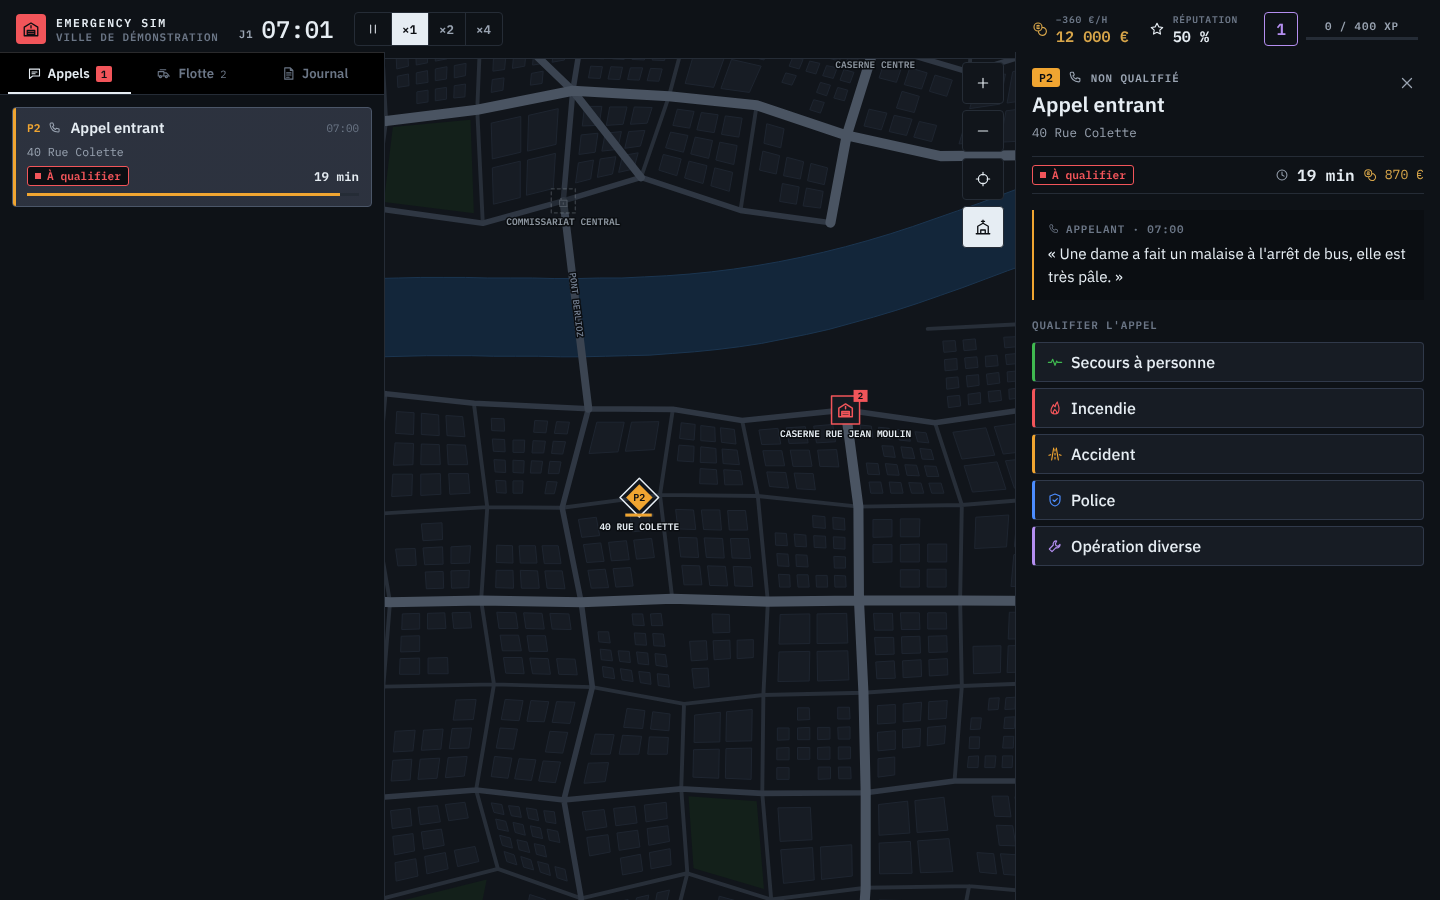 EMERGENCY SIM
VILLE DE DÉMONSTRATION
J1 07:01
×1 ×2 ×4
−360 €/H
12 000 €
RÉPUTATION
50 %
1
0 / 400 XP
Appels 1
Flotte 2
Journal
P2 Appel entrant 07:00
40 Rue Colette
À qualifier 19 min
CASERNE CENTRE
COMMISSARIAT CENTRAL
PONT BERLIOZ
2
CASERNE RUE JEAN MOULIN
P2
40 RUE COLETTE
P2 NON QUALIFIÉ
Appel entrant
40 Rue Colette
À qualifier 19 min 870 €
APPELANT · 07:00
« Une dame a fait un malaise à l'arrêt de bus, elle est
très pâle. »
QUALIFIER L'APPEL
Secours à personne
Incendie
Accident
Police
Opération diverse